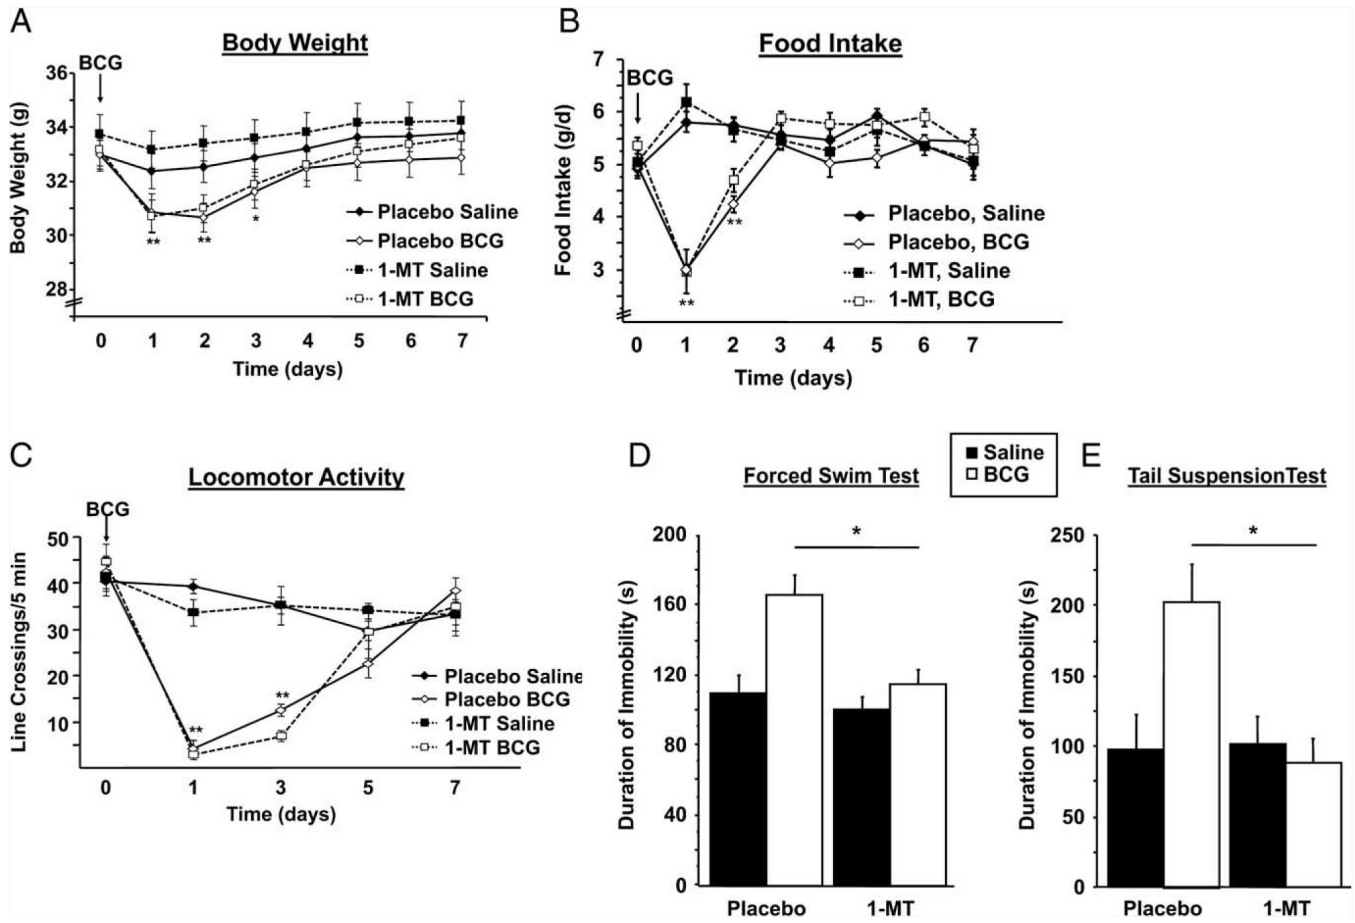 A
Body Weight
BCG
Body Weight (g)
36
34
32
30
28
Placebo Saline
Placebo BCG
1-MT Saline
1-MT BCG
** ** *
0 1 2 3 4 5 6 7
Time (days)
B
Food Intake
BCG
Food Intake (g/d)
7
6
5
4
3
Placebo, Saline
Placebo, BCG
1-MT, Saline
1-MT, BCG
** **
0 1 2 3 4 5 6 7
Time (days)
C
Locomotor Activity
BCG
Line Crossings/5 min
50
40
30
20
10
Placebo Saline
Placebo BCG
1-MT Saline
1-MT BCG
** **
0 1 3 5 7
Time (days)
D
Forced Swim Test
Saline
BCG
*
Duration of Immobility (s)
200
160
120
80
40
0
Placebo 1-MT
E
Tail SuspensionTest
*
Duration of Immobility (s)
250
200
150
100
50
0
Placebo 1-MT